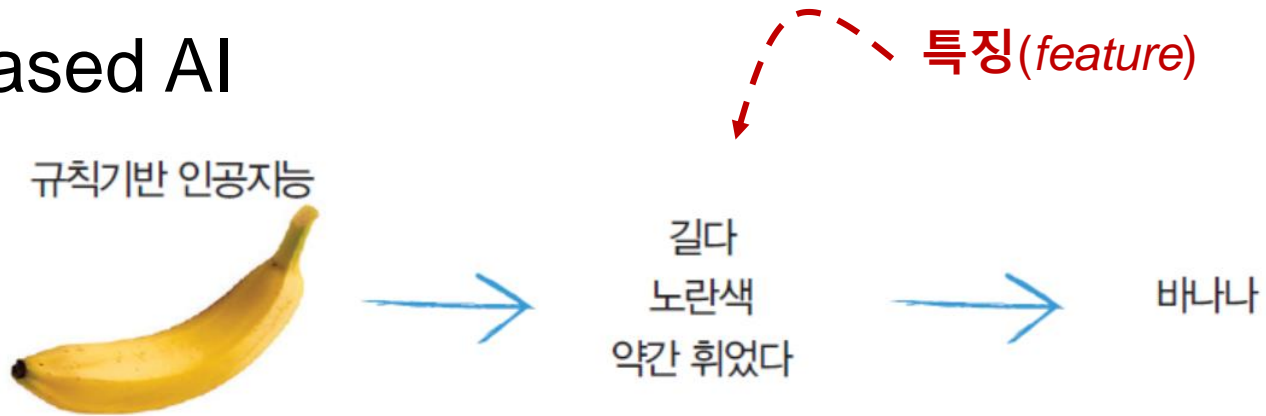 ased AI
특징(feature)
규칙기반 인공지능
길다
노란색
약간 휘었다
바나나